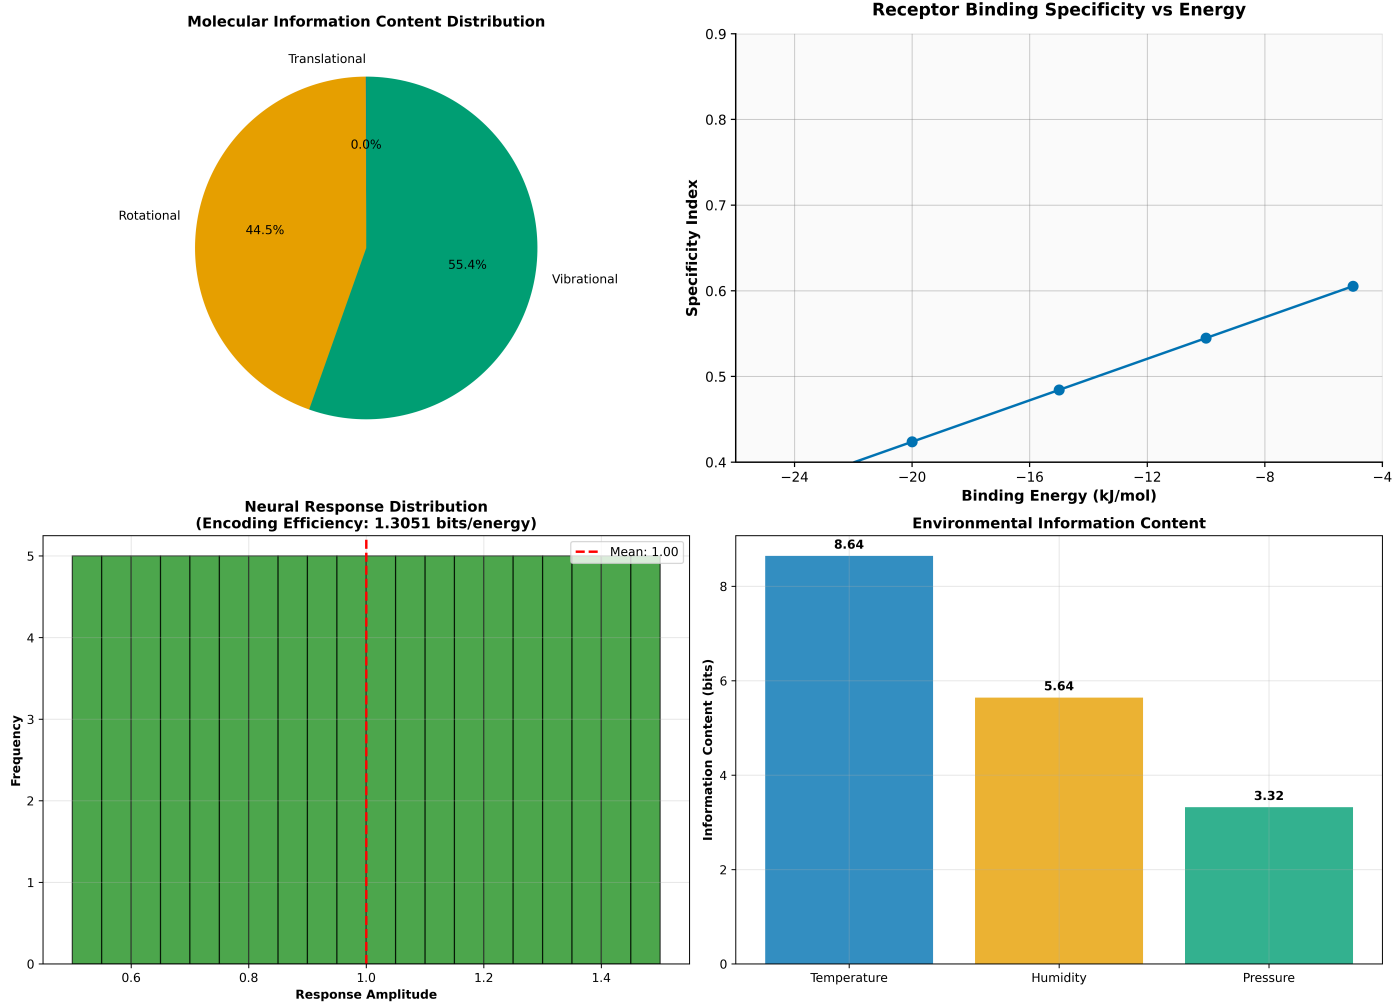 Molecular Information Content Distribution
Translational
0.0%
Rotational
44.5%
55.4%
Vibrational
Receptor Binding Specificity vs Energy
0.9
0.8
0.7
0.6
0.5
0.4
Specificity Index
−24
−20
−16
−12
−8
−4
Binding Energy (kJ/mol)
Neural Response Distribution
(Encoding Efficiency: 1.3051 bits/energy)
Mean: 1.00
5
4
3
2
1
0
Frequency
0.6
0.8
1.0
1.2
1.4
Response Amplitude
Environmental Information Content
8.64
5.64
3.32
8
6
4
2
0
Information Content (bits)
Temperature
Humidity
Pressure